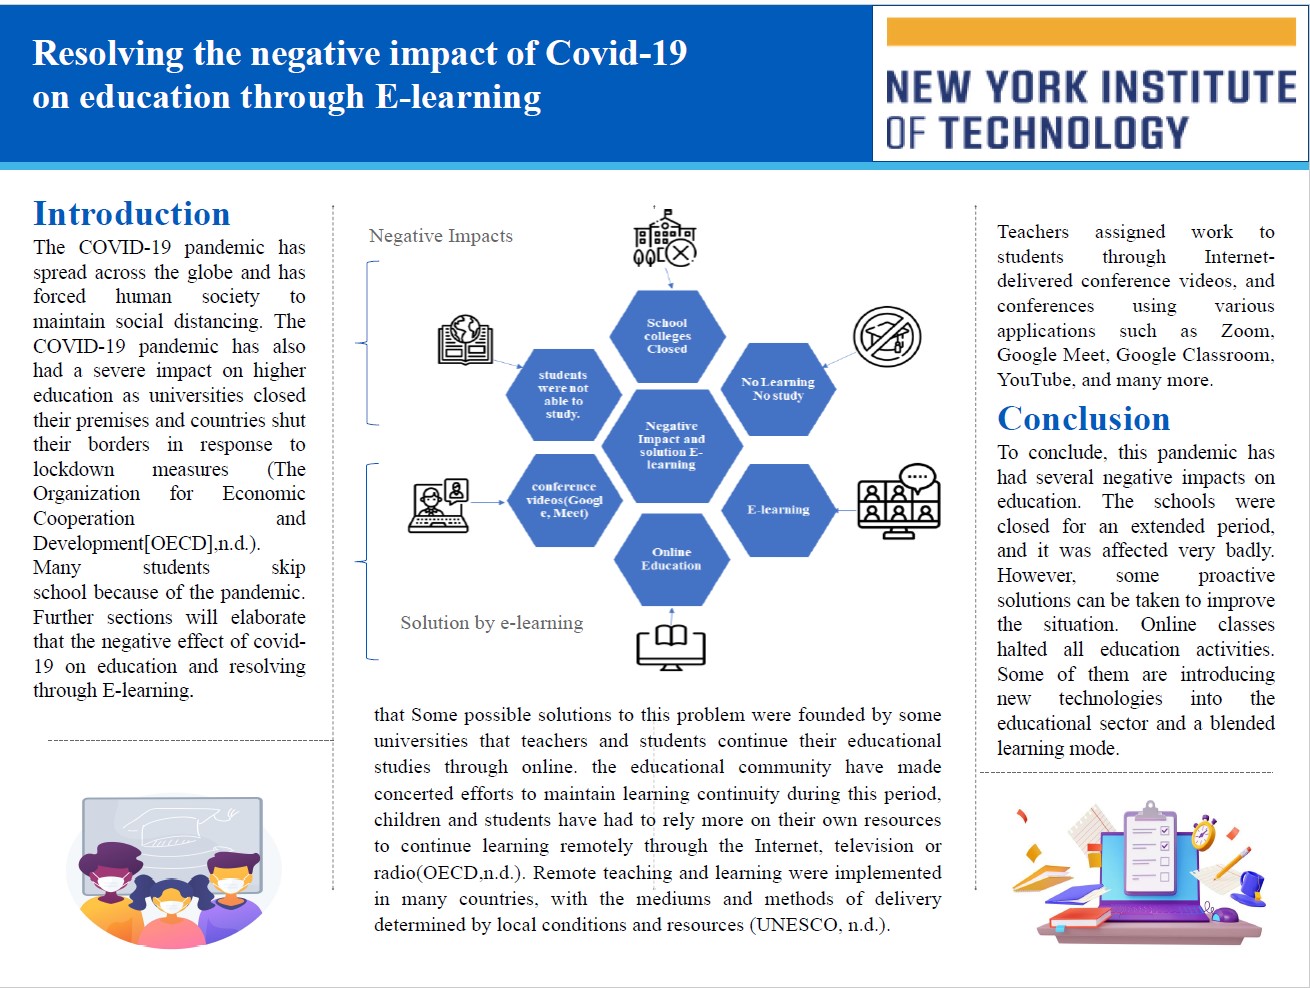 Resolving the negative impact of Covid-19
on education through E-learning
NEW YORK INSTITUTE
OF TECHNOLOGY
Introduction
The COVID-19 pandemic has
spread across the globe and has
forced human society to
maintain social distancing. The
COVID-19 pandemic has also
had a severe impact on higher
education as universities closed
their premises and countries shut
their borders in response to
lockdown measures (The
Organization for Economic
Cooperation and
Development[OECD],n.d.).
Many students skip
school because of the pandemic.
Further sections will elaborate
that the negative effect of covid-
19 on education and resolving
through E-learning.
Negative Impacts
School
colleges
Closed
students
were not
able to
study.
No Learning
No study
Negative
Impact and
solution E-
learning
conference
videos(Googl
e, Meet)
E-learning
Online
Education
Solution by e-learning
that Some possible solutions to this problem were founded by some
universities that teachers and students continue their educational
studies through online. the educational community have made
concerted efforts to maintain learning continuity during this period,
children and students have had to rely more on their own resources
to continue learning remotely through the Internet, television or
radio(OECD,n.d.). Remote teaching and learning were implemented
in many countries, with the mediums and methods of delivery
determined by local conditions and resources (UNESCO, n.d.).
Teachers assigned work to
students through Internet-
delivered conference videos, and
conferences using various
applications such as Zoom,
Google Meet, Google Classroom,
YouTube, and many more.
Conclusion
To conclude, this pandemic has
had several negative impacts on
education. The schools were
closed for an extended period,
and it was affected very badly.
However, some proactive
solutions can be taken to improve
the situation. Online classes
halted all education activities.
Some of them are introducing
new technologies into the
educational sector and a blended
learning mode.